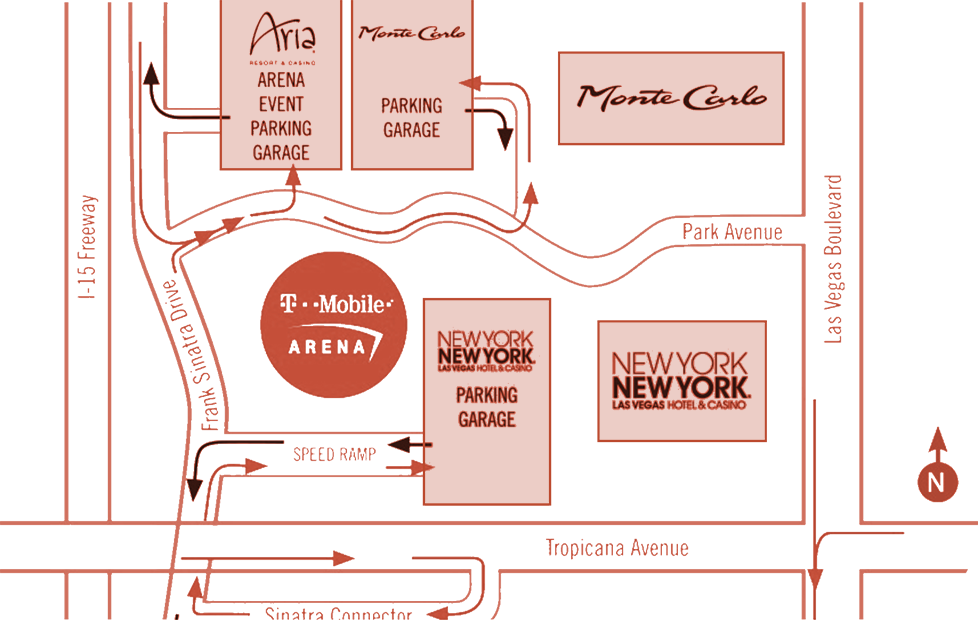 Aria
RESORT & CASINO
ARENA
EVENT
PARKING
GARAGE
Monte Carlo
PARKING
GARAGE
Monte Carlo
I-15 Freeway
Park Avenue
Las Vegas Boulevard
Frank Sinatra Drive
T··Mobile·
ARENA
NEW YORK
NEW YORK.
LAS VEGAS HOTEL & CASINO
PARKING
GARAGE
NEW YORK
NEW YORK.
LAS VEGAS HOTEL & CASINO
SPEED RAMP
N
Tropicana Avenue
Sinatra Connector